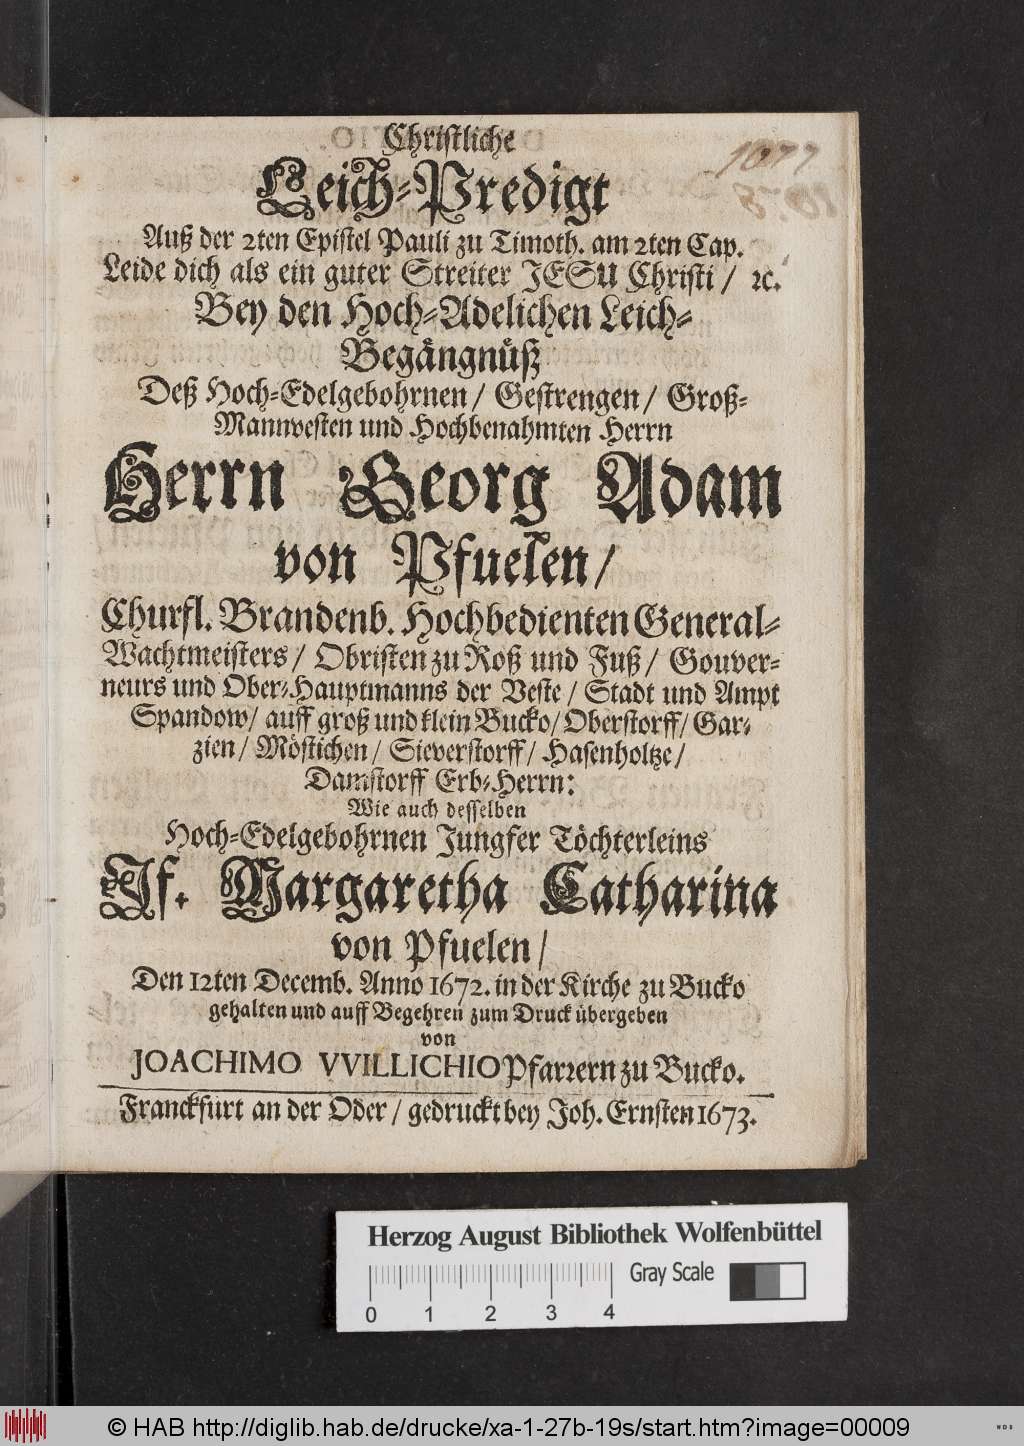 Christliche
1077
1078
Leich-Predigt
Auß der 2ten Epistel Pauli zu Timoth. am 2ten Cap.
Leide dich als ein guter Streiter JESU Christi / ꝛc.
Bey den Hoch-Adelichen Leich-
Begängnüß
Deß Hoch-Edelgebohrnen / Gestrengen / Groß-
Mannvesten und Hochbenahmten Herrn
Herrn Georg Adam
von Pfuelen /
Churfl. Brandenb. Hochbedienten General-
Wachtmeisters / Obristen zu Roß und Fuß / Gouver-
neurs und Ober-Hauptmanns der Veste / Stadt und Ampt
Spandow / auff groß und klein Bucko / Oberstorff / Gar-
zien / Möstichen / Sieverstorff / Hasenholtze /
Damstorff Erb-Herrn:
Wie auch desselben
Hoch-Edelgebohrnen Jungfer Töchterleins
Jf. Margaretha Catharina
von Pfuelen /
Den 12ten Decemb. Anno 1672. in der Kirche zu Bucko
gehalten und auff Begehren zum Druck übergeben
von
JOACHIMO VVILLICHIO Pfarrern zu Bucko.
Franckfurt an der Oder / gedruckt bey Joh. Ernsten 1673.
Herzog August Bibliothek Wolfenbüttel
Gray Scale
0 1 2 3 4
© HAB http://diglib.hab.de/drucke/xa-1-27b-19s/start.htm?image=00009